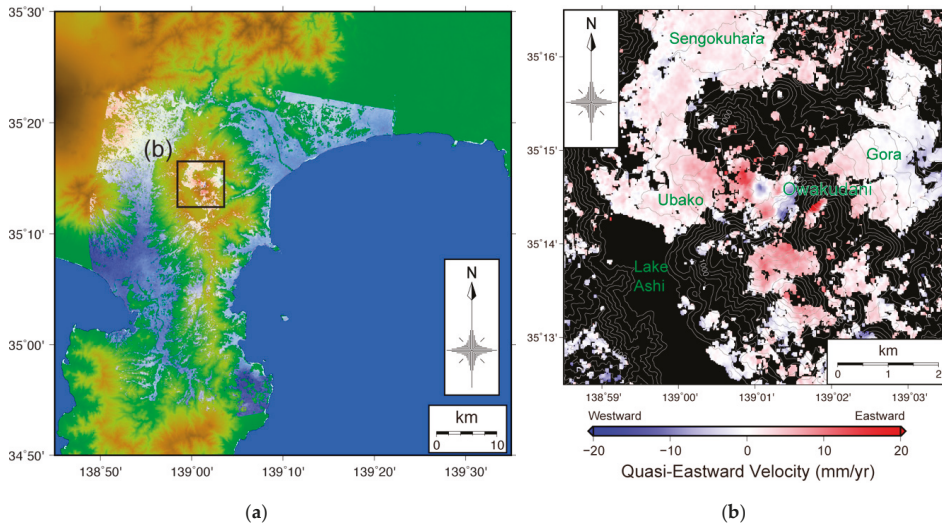 N
35˚30'
35˚20'
35˚10'
35˚00'
34˚50'
(b)
N
km
0 10
138˚50' 139˚00' 139˚10' 139˚20' 139˚30'
(a)
N
35˚16'
35˚15'
35˚14'
35˚13'
Sengokuhara
Gora
Owakudani
Ubako
Lake
Ashi
km
0 1 2
138˚59' 139˚00' 139˚01' 139˚02' 139˚03'
Westward Eastward
−20 −10 0 10 20
Quasi-Eastward Velocity (mm/yr)
(b)